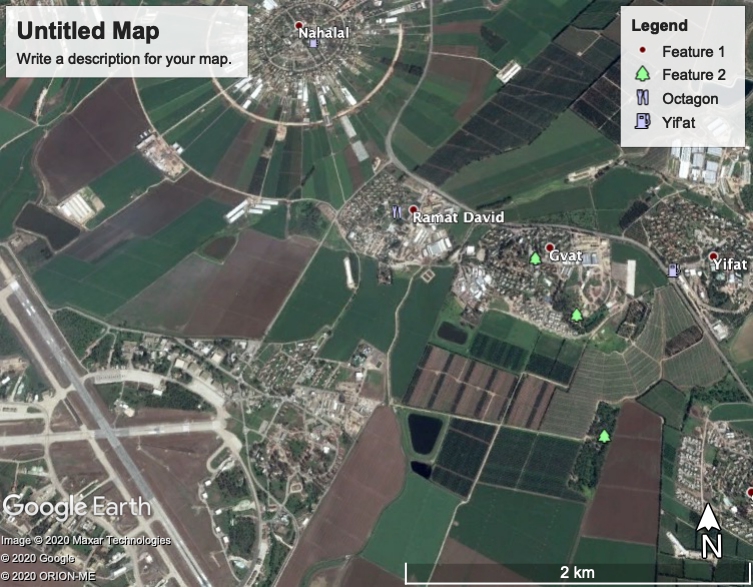 Untitled Map
Write a description for your map.
Legend
Feature 1
Feature 2
Octagon
Yif'at
Nahalal
Ramat David
Gvat
Yifat
Google Earth
Image © 2020 Maxar Technologies
© 2020 Google
© 2020 ORION-ME
N
2 km